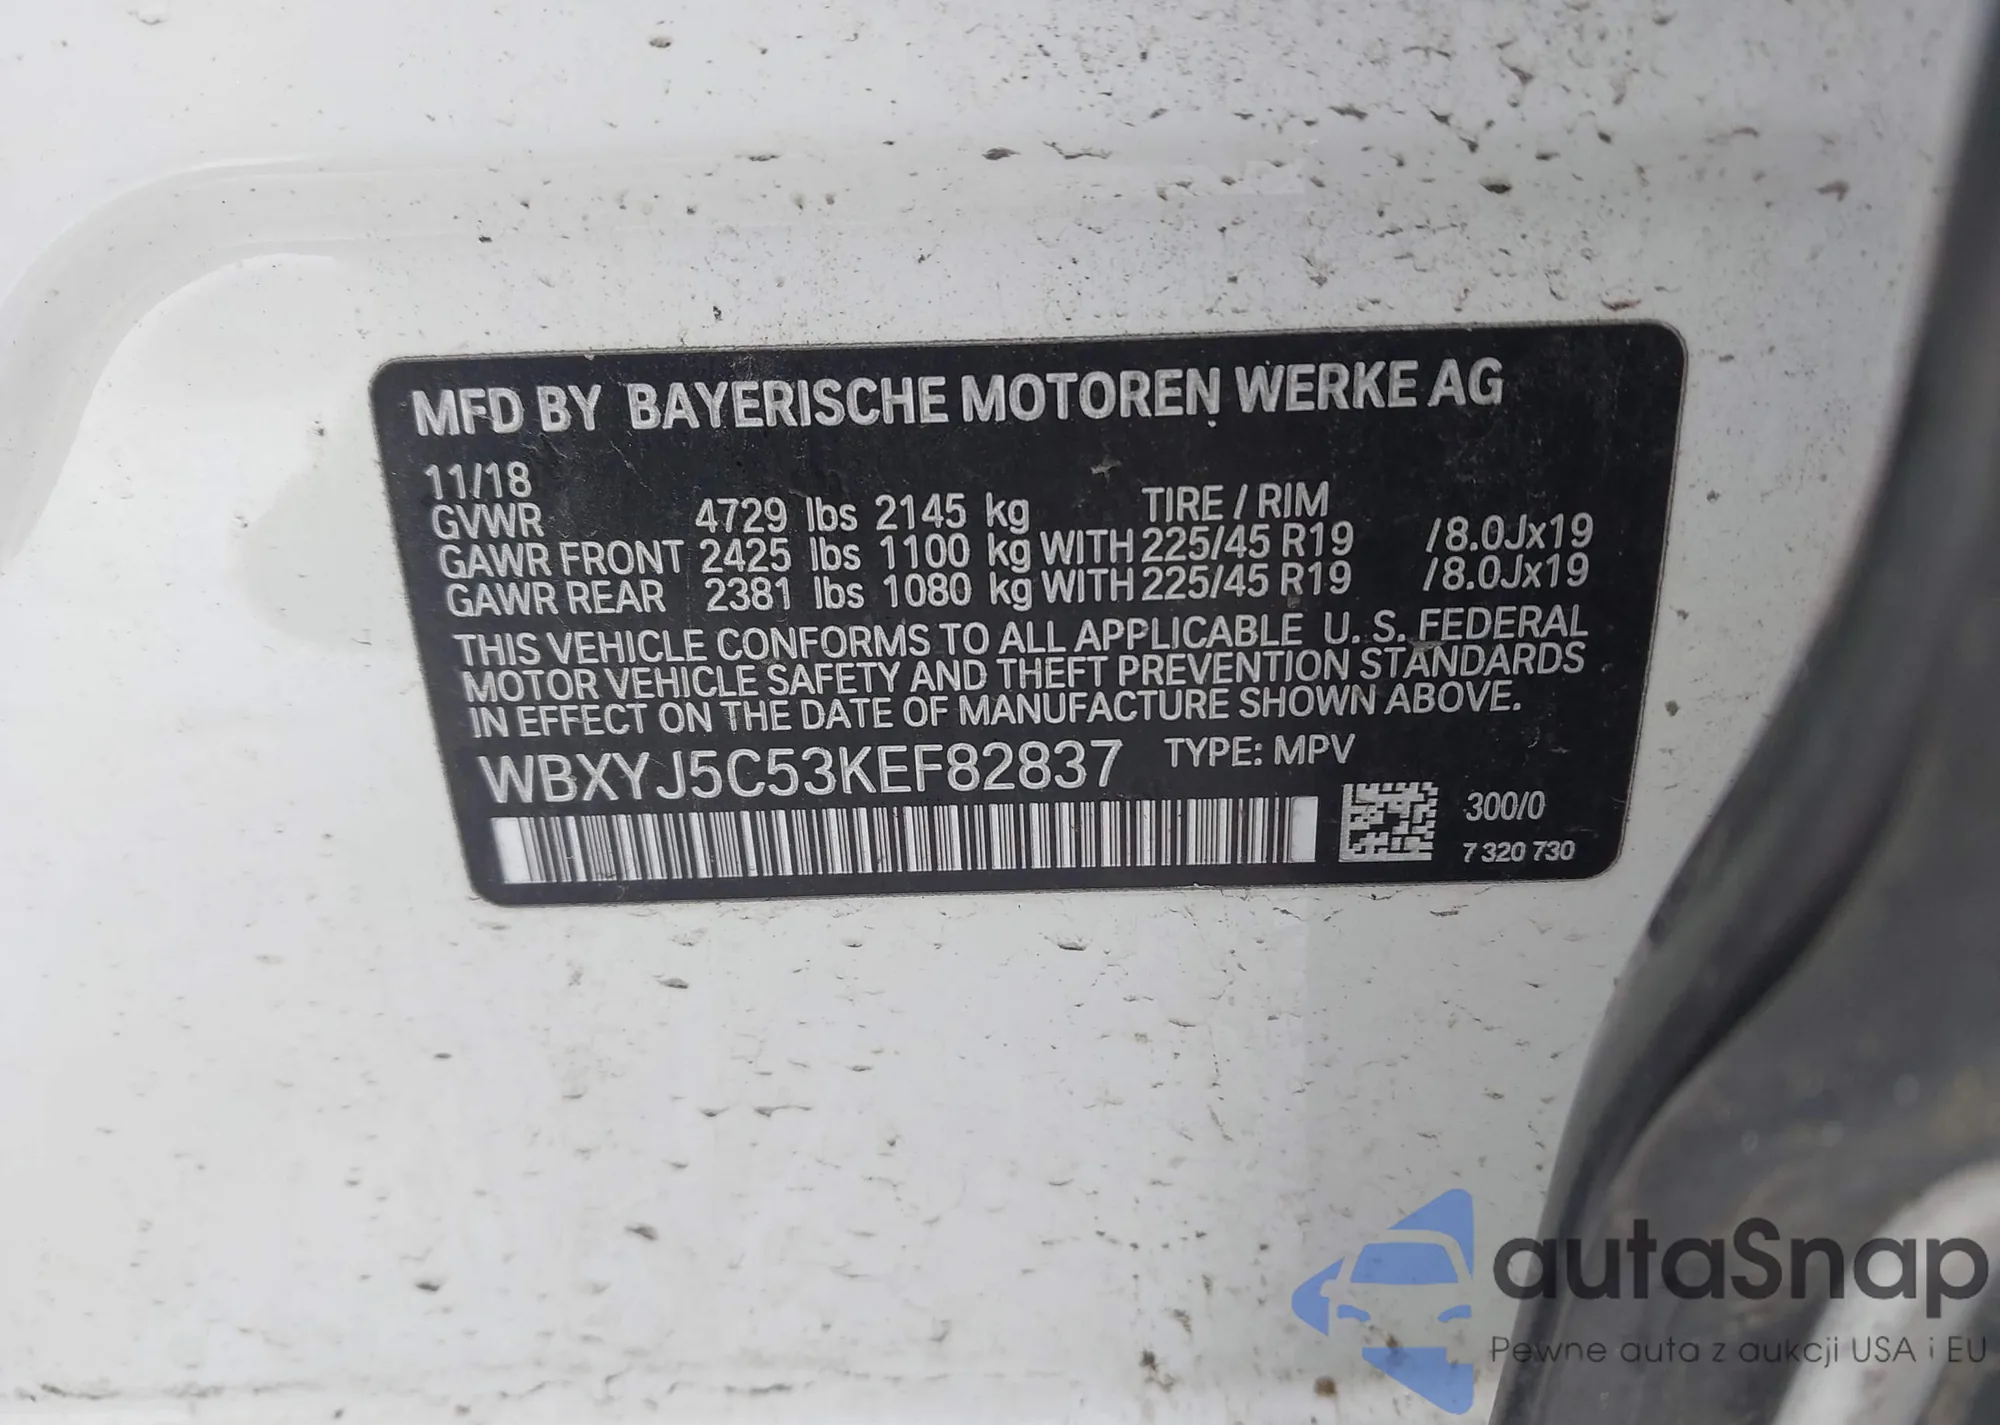 MFD BY BAYERISCHE MOTOREN WERKE AG
11/18
GVWR 4729 lbs 2145 kg TIRE / RIM
GAWR FRONT 2425 lbs 1100 kg WITH 225/45 R19 /8.0Jx19
GAWR REAR 2381 lbs 1080 kg WITH 225/45 R19 /8.0Jx19
THIS VEHICLE CONFORMS TO ALL APPLICABLE U. S. FEDERAL
MOTOR VEHICLE SAFETY AND THEFT PREVENTION STANDARDS
IN EFFECT ON THE DATE OF MANUFACTURE SHOWN ABOVE.
WBXYJ5C53KEF82837 TYPE: MPV
300/0
7 320 730
autaSnap
Pewne auta z aukcji USA i EU